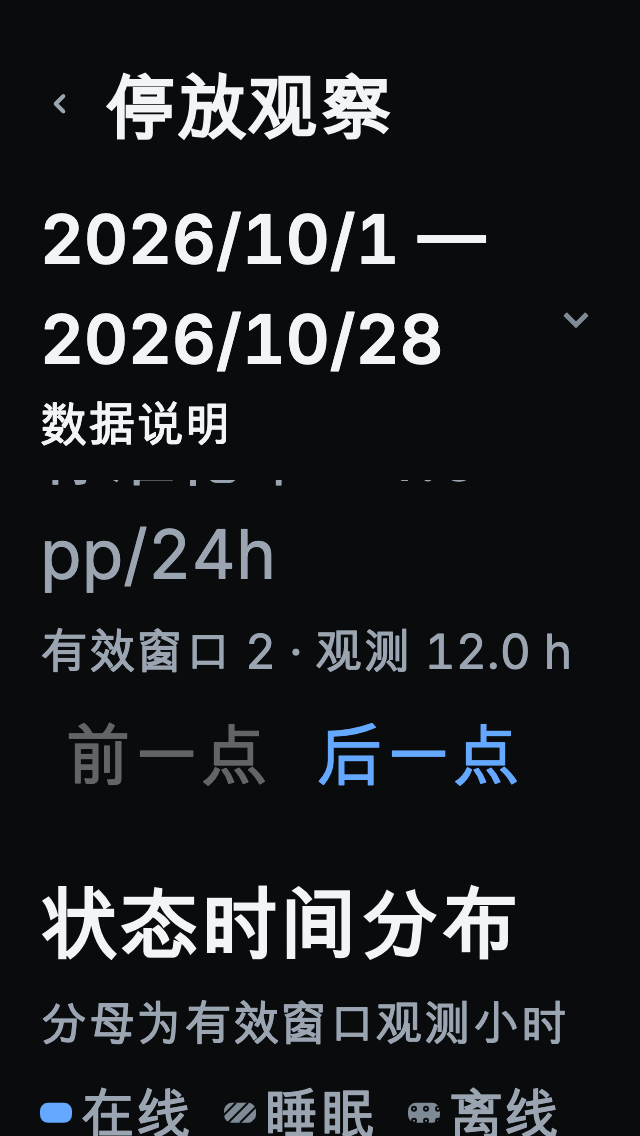 停放观察
2026/10/1 —
2026/10/28
数据说明
pp/24h
有效窗口 2 · 观测 12.0 h
前一点 后一点
状态时间分布
分母为有效窗口观测小时
在线 睡眠 离线